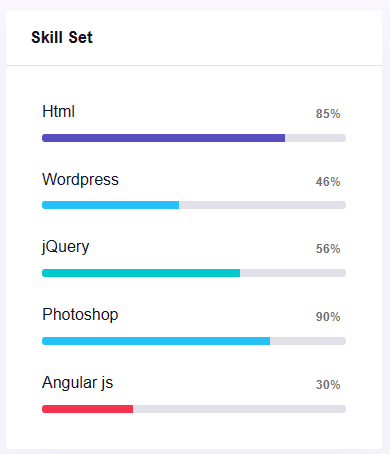 Skill Set
Html 85%
Wordpress 46%
jQuery 56%
Photoshop 90%
Angular js 30%